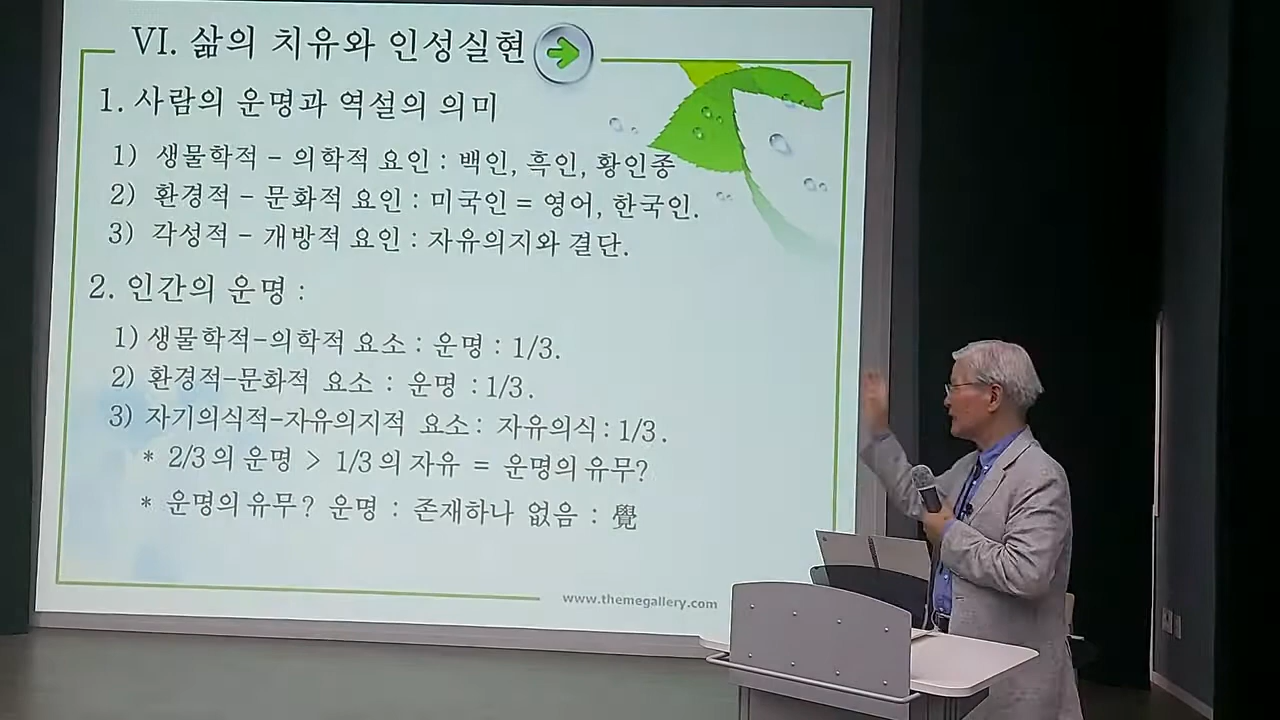 VI. 삶의 치유와 인성실현
1. 사람의 운명과 역설의 의미
1) 생물학적 - 의학적 요인 : 백인, 흑인, 황인종
2) 환경적 - 문화적 요인 : 미국인 = 영어, 한국인.
3) 각성적 - 개방적 요인 : 자유의지와 결단.
2. 인간의 운명 :
1) 생물학적-의학적 요소 : 운명 : 1/3.
2) 환경적-문화적 요소 : 운명 : 1/3.
3) 자기의식적-자유의지적 요소 : 자유의식 : 1/3.
* 2/3의 운명 > 1/3의 자유 = 운명의 유무?
* 운명의 유무? 운명 : 존재하나 없음 : 覺
www.themegallery.com